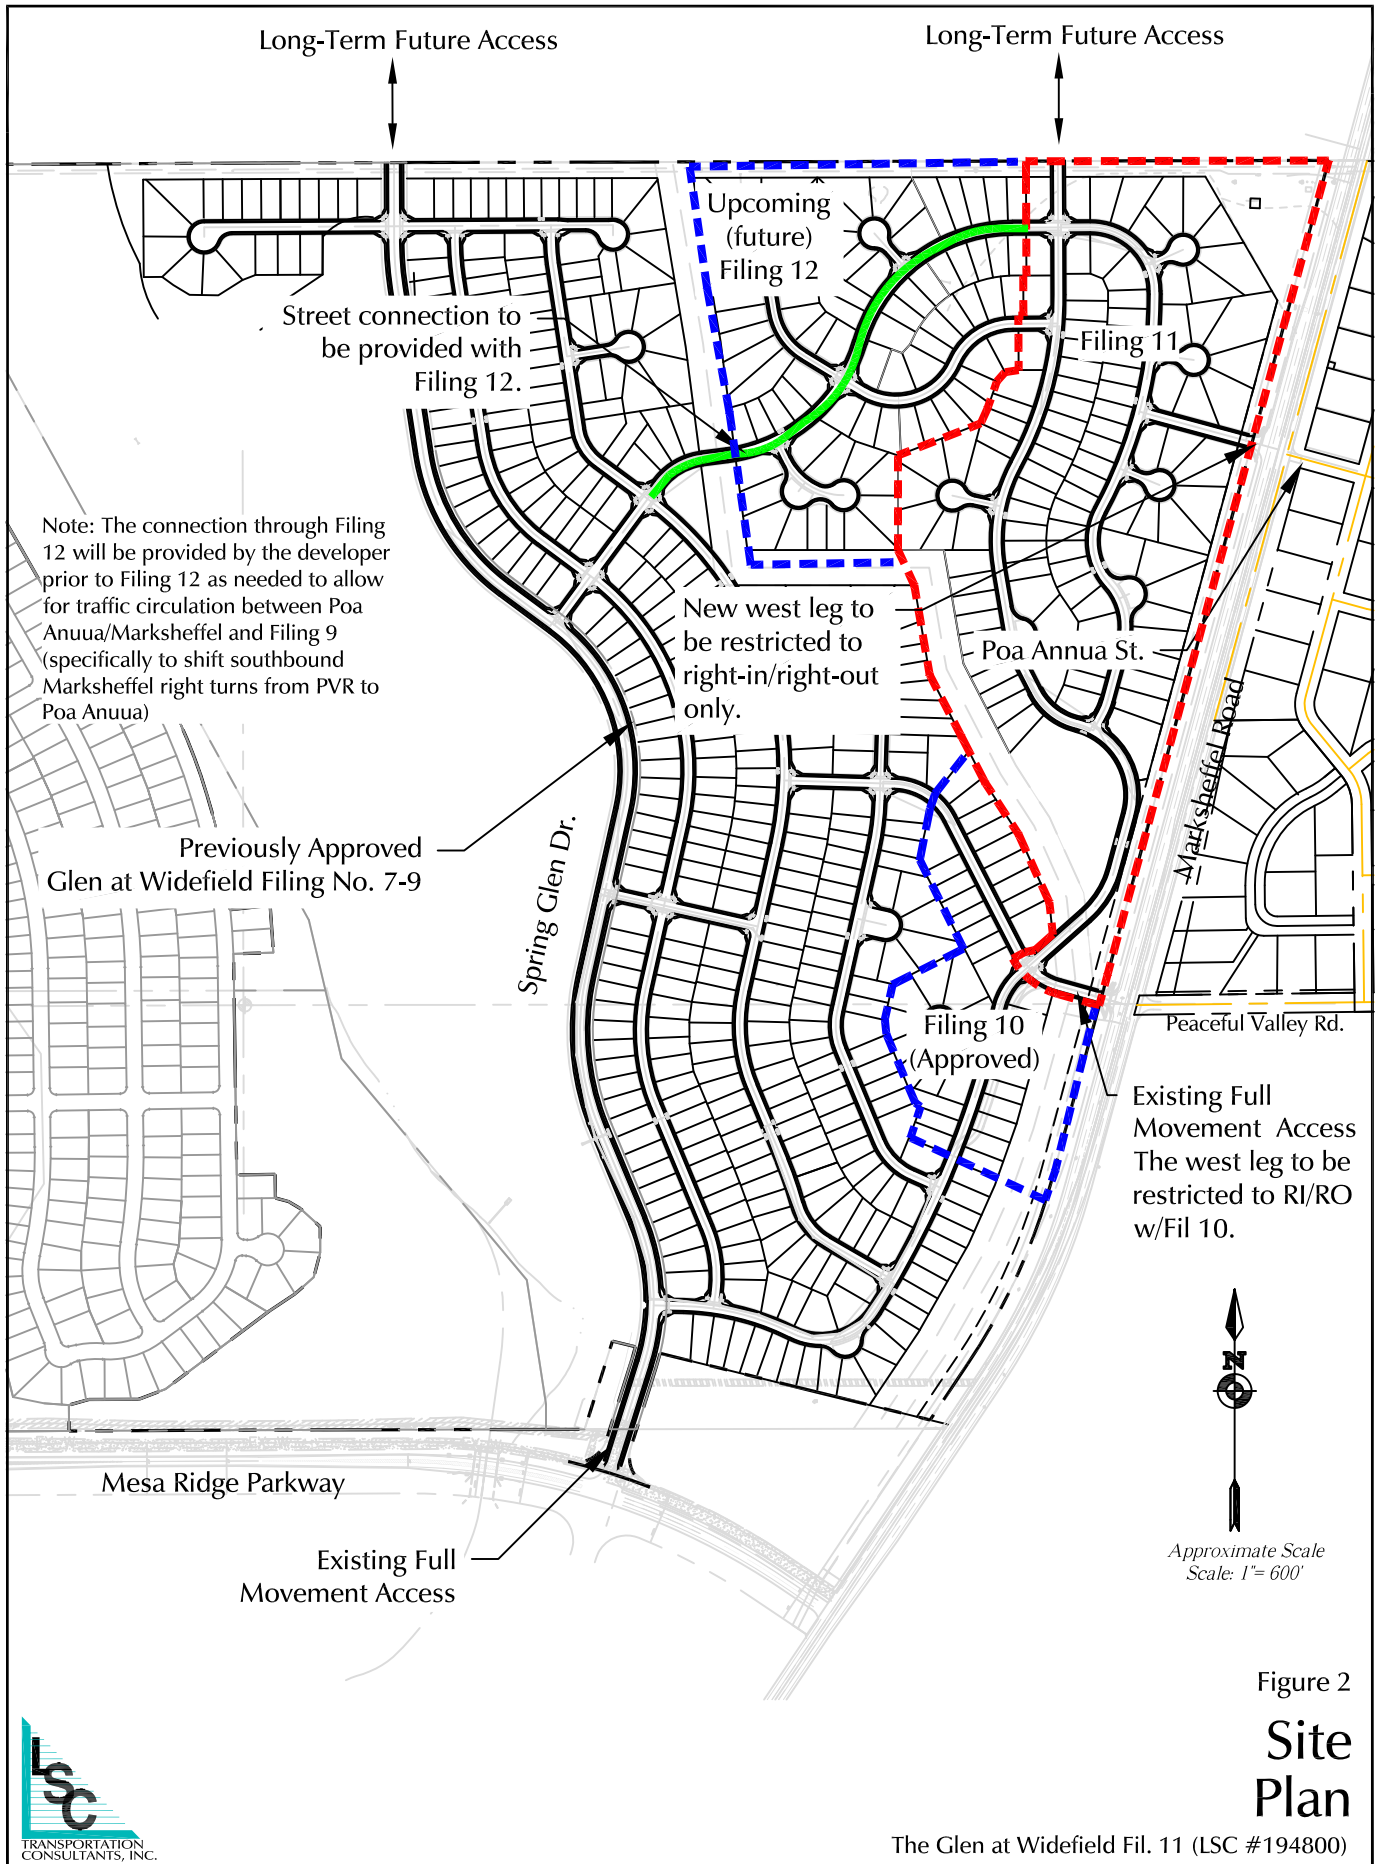 Long-Term Future Access
Long-Term Future Access
Upcoming
(future)
Filing 12
Street connection to
be provided with
Filing 12.
Filing 11
Note: The connection through Filing
12 will be provided by the developer
prior to Filing 12 as needed to allow
for traffic circulation between Poa
Anuua/Marksheffel and Filing 9
(specifically to shift southbound
Marksheffel right turns from PVR to
Poa Anuua)
New west leg to
be restricted to
right-in/right-out
only.
Poa Annua St.
Marksheffel Road
Previously Approved
Glen at Widefield Filing No. 7-9
Spring Glen Dr.
Filing 10
(Approved)
Peaceful Valley Rd.
Existing Full
Movement Access
The west leg to be
restricted to RI/RO
w/Fil 10.
N
Mesa Ridge Parkway
Existing Full
Movement Access
Approximate Scale
Scale: 1"= 600'
Figure 2
Site
Plan
The Glen at Widefield Fil. 11 (LSC #194800)
LSC
TRANSPORTATION
CONSULTANTS, INC.